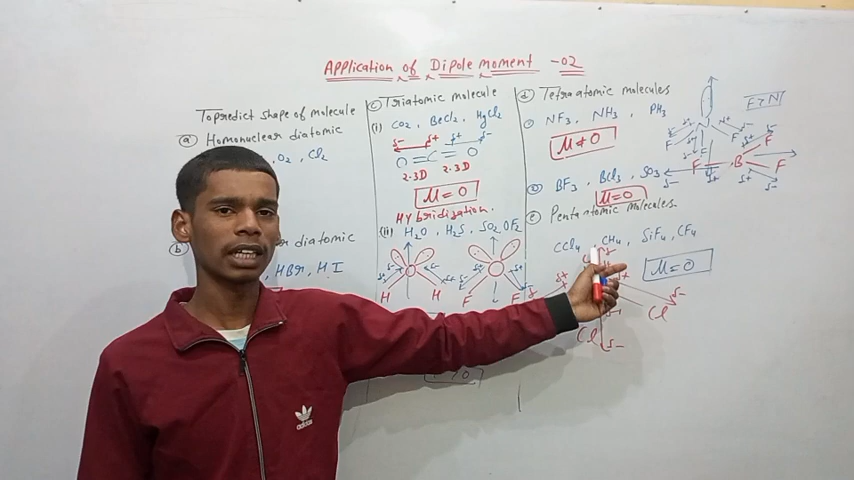 Application of Dipole moment - 02
To predict shape of molecule
(a) Homonuclear diatomic
, O₂, Cl₂
(b)
diatomic
HBr, HI
(c) Triatomic molecule
(i) CO₂, BeCl₂, HgCl₂
δ- δ+ δ+ δ-
O = C = O
2.3D 2.3D
μ = 0
Hybridization.
(ii) H₂O, H₂S, SO₂, OF₂
H H
F F
(d) Tetraatomic molecules
NF₃, NH₃, PH₃
μ ≠ 0
F > N
F F
BF₃, BCl₃, SO₃
μ = 0
F B F
F
(e) Pentatomic Molecules.
CCl₄, CH₄, SiF₄, CF₄
μ = 0
Cl δ-
Cl δ-
adidas